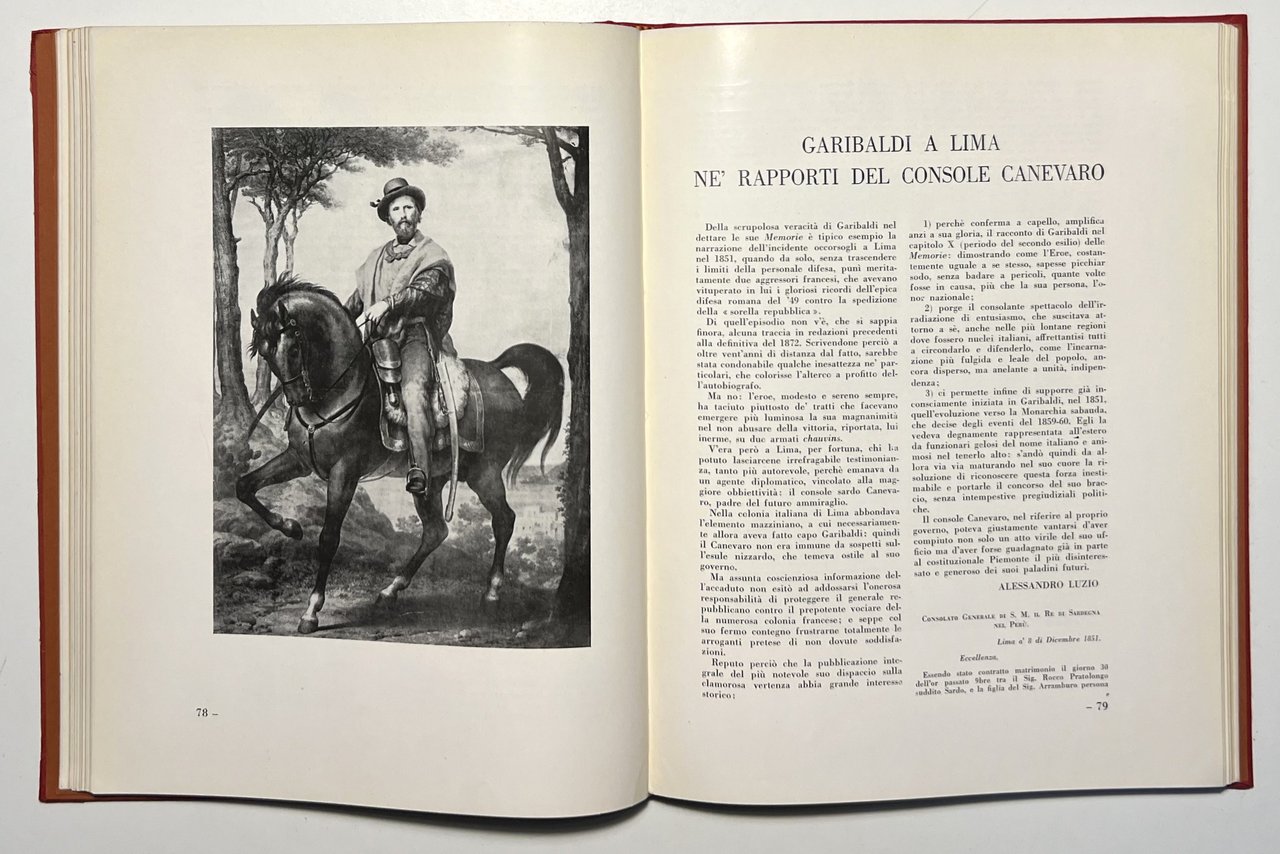 78 –
GARIBALDI A LIMA
NE' RAPPORTI DEL CONSOLE CANEVARO
Della scrupolosa veracità di Garibaldi nel
dettare le sue Memorie è tipico esempio la
narrazione dell'incidente occorsogli a Lima
nel 1851, quando da solo, senza trascendere
i limiti della personale difesa, punì merita-
tamente due aggressori francesi, che avevano
vituperato in lui i gloriosi ricordi dell'epica
difesa romana del '49 contro la spedizione
della « sorella repubblica ».
Di quell'episodio non v'è, che si sappia
finora, alcuna traccia in redazioni precedenti
alla definitiva del 1872. Scrivendone perciò a
oltre vent'anni di distanza dal fatto, sarebbe
stata condonabile qualche inesattezza ne' par-
ticolari, che colorisse l'alterco a profitto del-
l'autobiografo.
Ma no: l'eroe, modesto e sereno sempre,
ha taciuto piuttosto de' tratti che facevano
emergere più luminosa la sua magnanimità
nel non abusare della vittoria, riportata, lui
inerme, su due armati chauvins.
V'era però a Lima, per fortuna, chi ha
potuto lasciarcene irrefragabile testimonian-
za, tanto più autorevole, perchè emanava da
un agente diplomatico, vincolato alla mag-
giore obbiettività: il console sardo Caneva-
ro, padre del futuro ammiraglio.
Nella colonia italiana di Lima abbondava
l'elemento mazziniano, a cui necessariamen-
te allora aveva fatto capo Garibaldi: quindi
il Canevaro non era immune da sospetti sul-
l'esule nizzardo, che temeva ostile al suo
governo.
Ma assunta coscienziosa informazione del-
l'accaduto non esitò ad addossarsi l'onerosa
responsabilità di proteggere il generale re-
pubblicano contro il prepotente vociare del-
la numerosa colonia francese; e seppe col
suo fermo contegno frustrarne totalmente le
arroganti pretese di non dovute soddisfa-
zioni.
Reputo perciò che la pubblicazione inte-
grale del più notevole suo dispaccio sulla
clamorosa vertenza abbia grande interesse
storico;
1) perchè conferma a capello, amplifica
anzi a sua gloria, il racconto di Garibaldi nel
capitolo X (periodo del secondo esilio) delle
Memorie: dimostrando come l'Eroe, costan-
temente uguale a se stesso, sapesse picchiar
sodo, senza badare a pericoli, quante volte
fosse in causa, più che la sua persona, l'o-
nor nazionale;
2) porge il consolante spettacolo dell'ir-
radiazione di entusiasmo, che suscitava at-
torno a sè, anche nelle più lontane regioni
dove fossero nuclei italiani, affrettantisi tutti
a circondarlo e difenderlo, come l'incarna-
zione più fulgida e leale del popolo, an-
cora disperso, ma anelante a unità, indipen-
denza;
3) ci permette infine di supporre già in-
consciamente iniziata in Garibaldi, nel 1851,
quell'evoluzione verso la Monarchia sabauda,
che decise degli eventi del 1859-60. Egli la
vedeva degnamente rappresentata all'estero
da funzionari gelosi del nome italiano e ani-
mosi nel tenerlo alto: s'andò quindi da al-
lora via via maturando nel suo cuore la ri-
soluzione di riconoscere questa forza inesti-
mabile e portarle il concorso del suo brac-
cio, senza intempestive pregiudiziali politi-
che.
Il console Canevaro, nel riferire al proprio
governo, poteva giustamente vantarsi d'aver
compiuto non solo un atto virile del suo uf-
ficio ma d'aver forse guadagnato già in parte
al costituzionale Piemonte il più disinteres-
sato e generoso dei suoi paladini futuri.
ALESSANDRO LUZIO
CONSOLATO GENERALE DI S. M. IL RE DI SARDEGNA
NEL PERÙ.
Lima a' 8 di Dicembre 1851.
Eccellenza,
Essendo stato contratto matrimonio il giorno 30
dell'or passato 9bre tra il Sig. Rocco Pratolongo
suddito Sardo, e la figlia del Sig. Arramburu persona
– 79